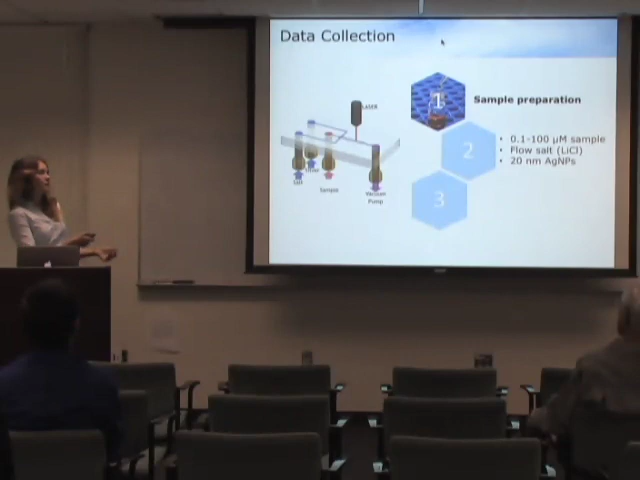 Data Collection
1
Sample preparation
LASER
2
• 0.1-100 µM sample
• Flow salt (LiCl)
• 20 nm AgNPs
Sample
Vacuum
Pump
3